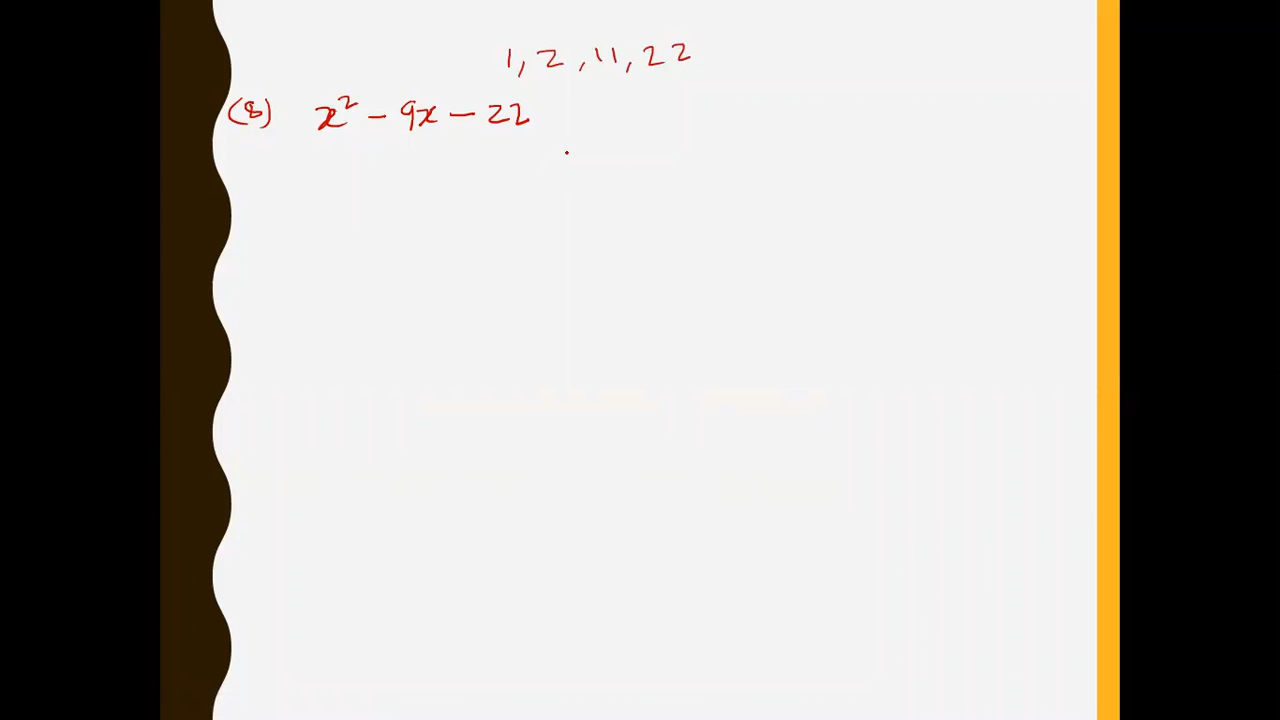 1, 2, 11, 22
(8) x² - 9x - 22